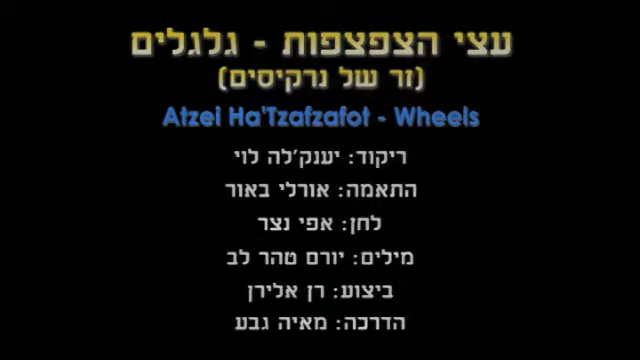 עצי הצפצפות - גלגלים
(זר של נרקיסים)
Atzei Ha'Tzafzafot - Wheels
ריקוד: יענק'לה לוי
התאמה: אורלי באור
לחן: אפי נצר
מילים: יורם טהר לב
ביצוע: רן אלירן
הדרכה: מאיה גבע